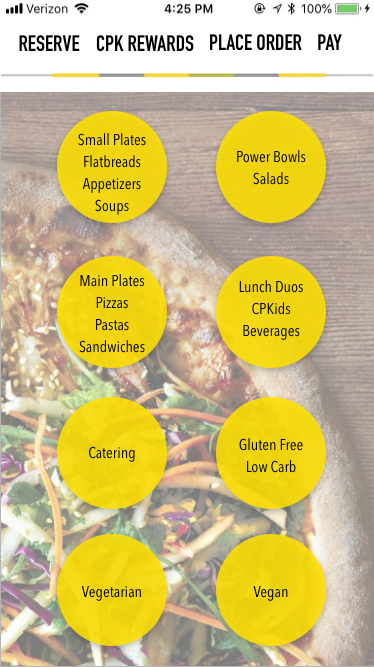 Verizon 4:25 PM 100%
RESERVE CPK REWARDS PLACE ORDER PAY
Small Plates
Flatbreads
Appetizers
Soups
Power Bowls
Salads
Main Plates
Pizzas
Pastas
Sandwiches
Lunch Duos
CPKids
Beverages
Catering
Gluten Free
Low Carb
Vegetarian
Vegan